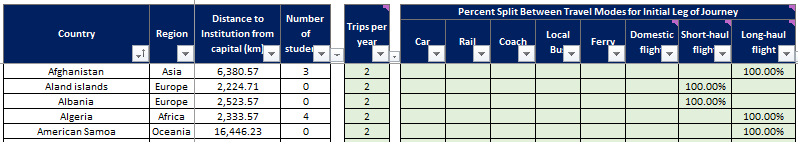 Percent Split Between Travel Modes for Initial Leg of Journey
Country Region Distance to Institution from capital (km) Number of student Trips per year Car Rail Coach Local Bus Ferry Domestic flight Short-haul flight Long-haul flight
Afghanistan Asia 6,380.57 3 2 100.00%
Aland islands Europe 2,224.71 0 2 100.00%
Albania Europe 2,523.57 0 2 100.00%
Algeria Africa 2,333.57 4 2 100.00%
American Samoa Oceania 16,446.23 0 2 100.00%